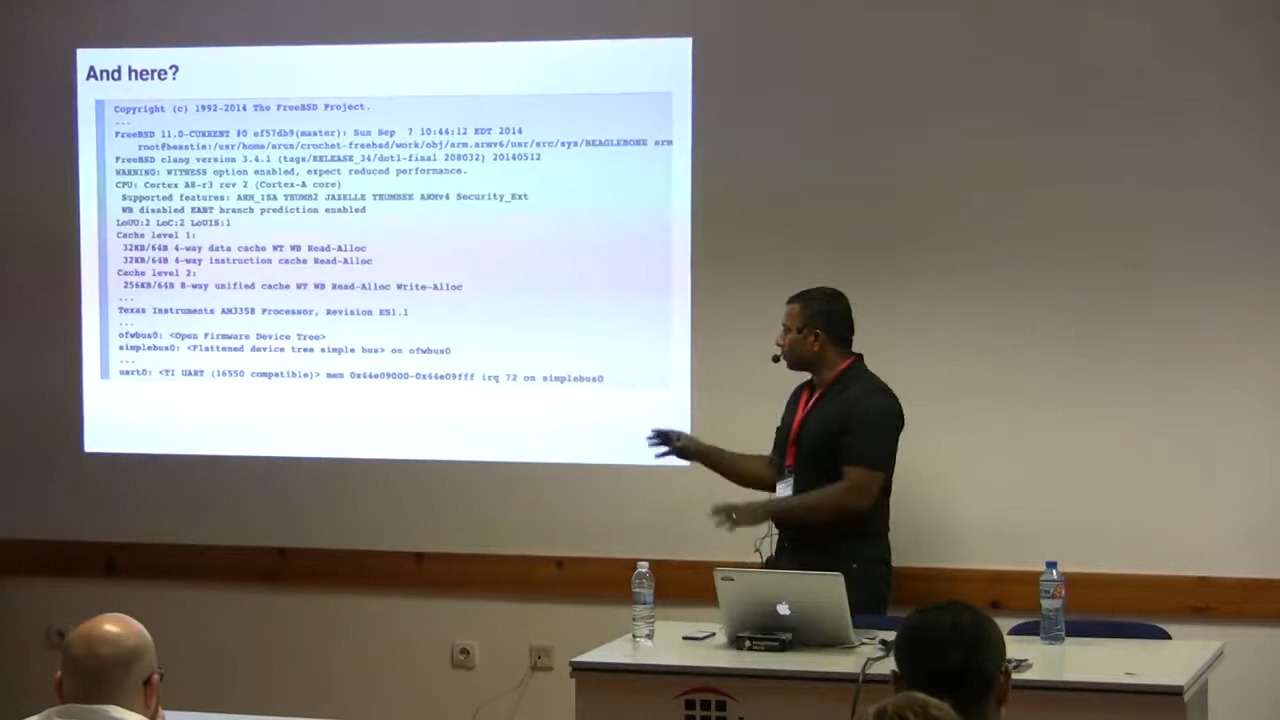 And here?
Copyright (c) 1992-2014 The FreeBSD Project.
...
FreeBSD 11.0-CURRENT #0 ef57db9(master): Sun Sep  7 10:44:12 EDT 2014
root@beastie:/usr/home/arun/crochet-freebsd/work/obj/arm.armv6/usr/src/sys/BEAGLEBONE arm
FreeBSD clang version 3.4.1 (tags/RELEASE_34/dot1-final 208032) 20140512
WARNING: WITNESS option enabled, expect reduced performance.
CPU: Cortex A8-r3 rev 2 (Cortex-A core)
Supported features: ARM_ISA THUMB2 JAZELLE THUMBEE ARMv4 Security_Ext
WB disabled EABT branch prediction enabled
LoUU:2 LoC:2 LoUIS:1
Cache level 1:
32KB/64B 4-way data cache WT WB Read-Alloc
32KB/64B 4-way instruction cache Read-Alloc
Cache level 2:
256KB/64B 8-way unified cache WT WB Read-Alloc Write-Alloc
...
Texas Instruments AM3358 Processor, Revision ES1.1
...
ofwbus0: <Open Firmware Device Tree>
simplebus0: <Flattened device tree simple bus> on ofwbus0
...
uart0: <TI UART (16550 compatible)> mem 0x44e09000-0x44e09fff irq 72 on simplebus0